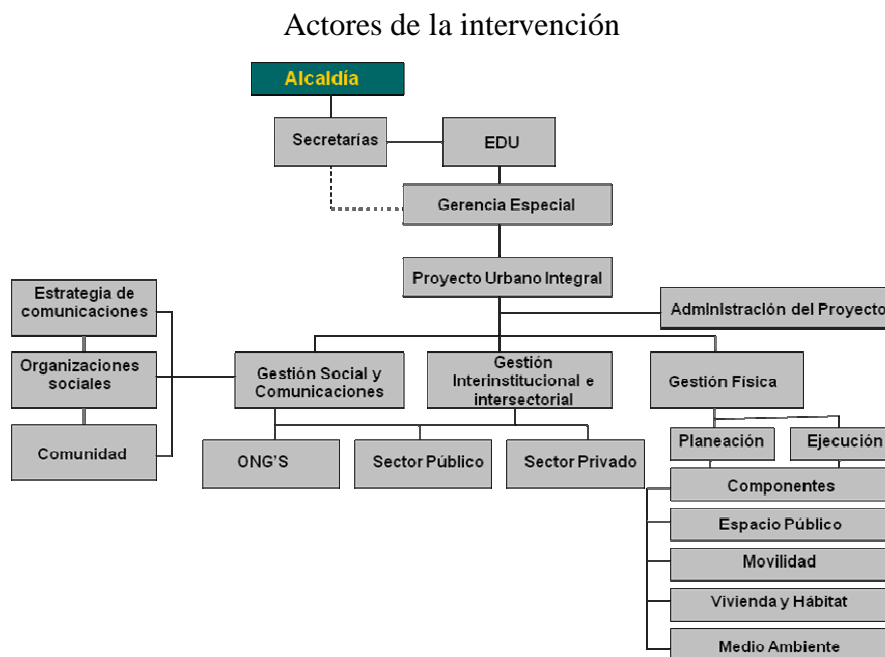 Actores de la intervención
Alcaldía
Secretarías
EDU
Gerencia Especial
Proyecto Urbano Integral
Administración del Proyecto
Estrategia de
comunicaciones
Organizaciones
sociales
Comunidad
Gestión Social y
Comunicaciones
Gestión
Interinstitucional e
intersectorial
Gestión Física
ONG'S
Sector Público
Sector Privado
Planeación
Ejecución
Componentes
Espacio Público
Movilidad
Vivienda y Hábitat
Medio Ambiente